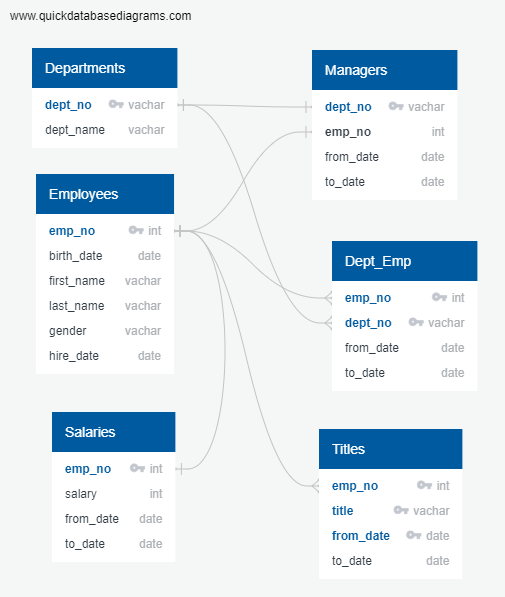 www.quickdatabasediagrams.com
Departments
dept_no vachar
dept_name vachar
Managers
dept_no vachar
emp_no int
from_date date
to_date date
Employees
emp_no int
birth_date date
first_name vachar
last_name vachar
gender vachar
hire_date date
Dept_Emp
emp_no int
dept_no vachar
from_date date
to_date date
Salaries
emp_no int
salary int
from_date date
to_date date
Titles
emp_no int
title vachar
from_date date
to_date date